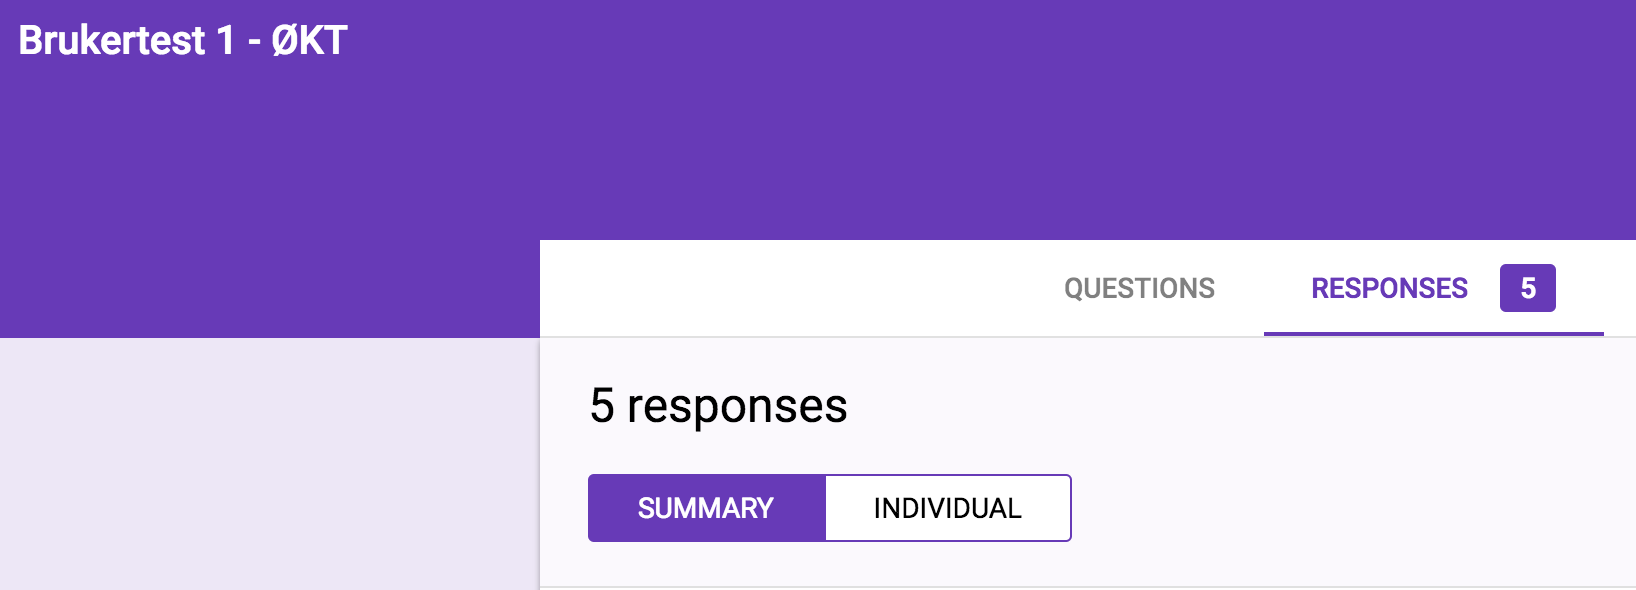 Brukertest 1 - ØKT
QUESTIONS RESPONSES 5
5 responses
SUMMARY INDIVIDUAL